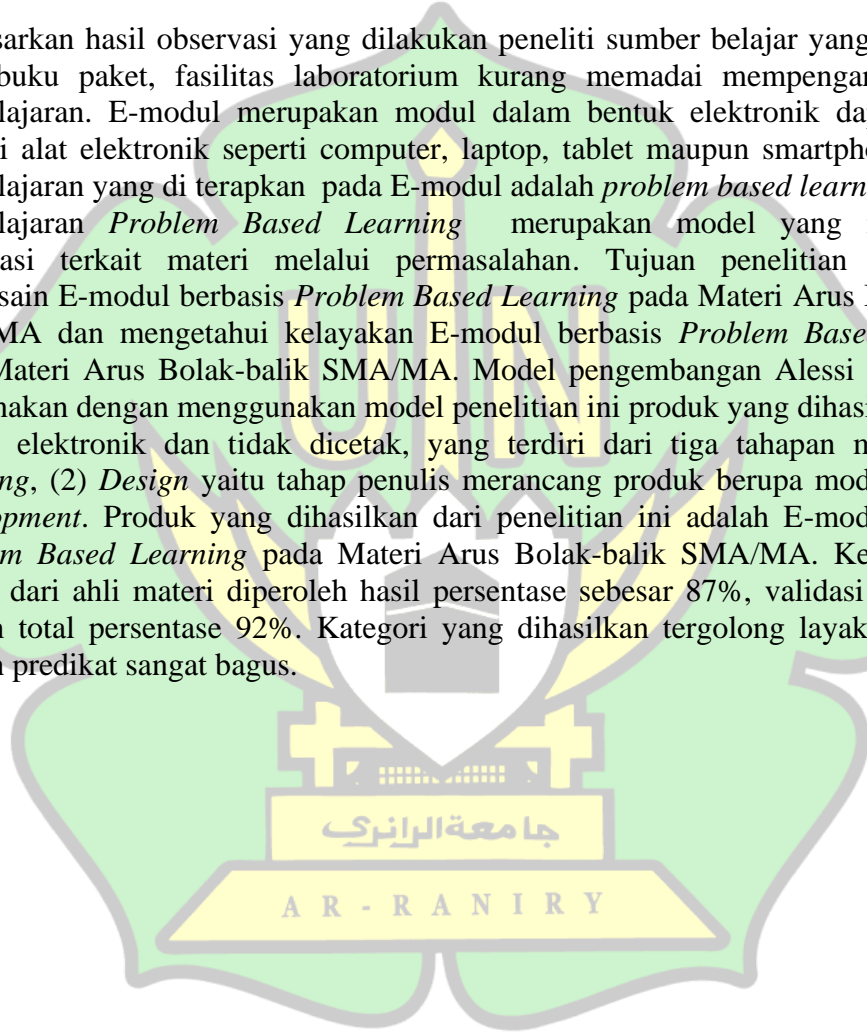 sarkan hasil observasi yang dilakukan peneliti sumber belajar yang
buku paket, fasilitas laboratorium kurang memadai mempengar
lajaran. E-modul merupakan modul dalam bentuk elektronik da
i alat elektronik seperti computer, laptop, tablet maupun smartph
lajaran yang di terapkan pada E-modul adalah problem based learn
lajaran Problem Based Learning merupakan model yang
asi terkait materi melalui permasalahan. Tujuan penelitian
sain E-modul berbasis Problem Based Learning pada Materi Arus
MA dan mengetahui kelayakan E-modul berbasis Problem Base
Materi Arus Bolak-balik SMA/MA. Model pengembangan Alessi
nakan dengan menggunakan model penelitian ini produk yang dihasi
elektronik dan tidak dicetak, yang terdiri dari tiga tahapan m
ng, (2) Design yaitu tahap penulis merancang produk berupa mod
opment. Produk yang dihasilkan dari penelitian ini adalah E-mod
m Based Learning pada Materi Arus Bolak-balik SMA/MA. Ke
dari ahli materi diperoleh hasil persentase sebesar 87%, validasi
n total persentase 92%. Kategori yang dihasilkan tergolong layak
n predikat sangat bagus.
UIN
جامعة الرانري
AR-RANIRY